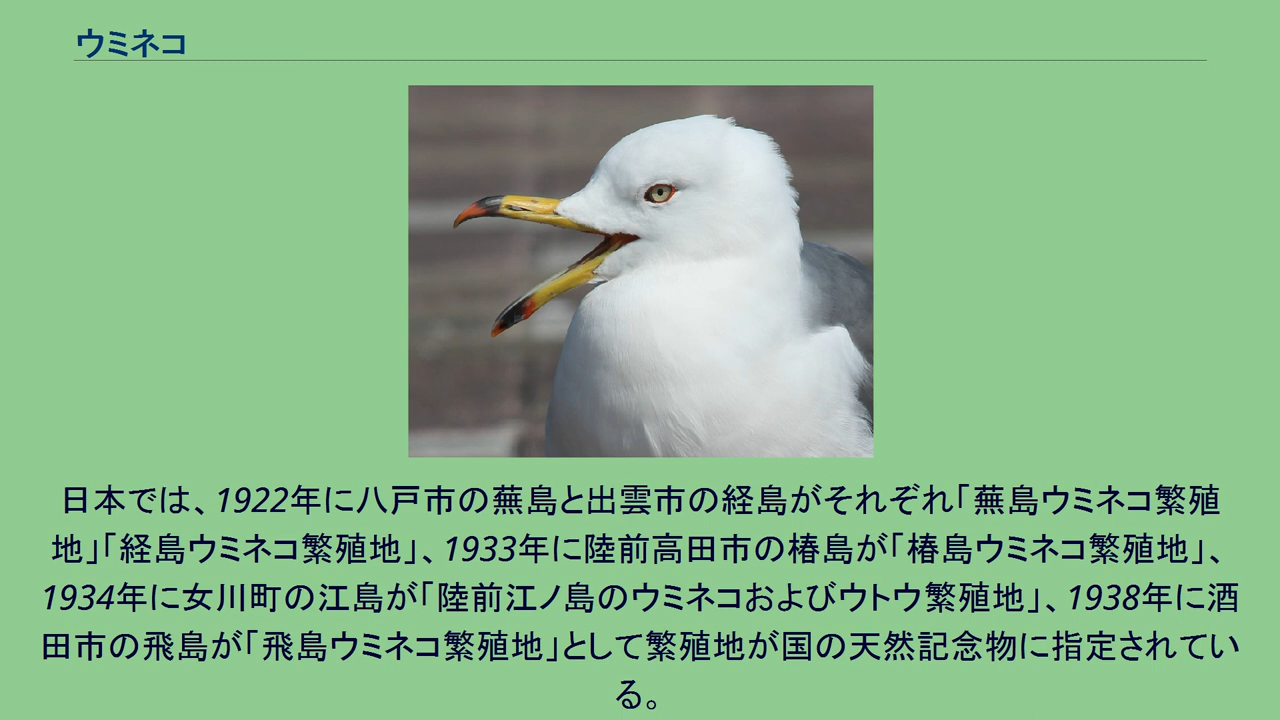 ウミネコ
日本では、1922年に八戸市の蕪島と出雲市の経島がそれぞれ「蕪島ウミネコ繁殖
地」「経島ウミネコ繁殖地」、1933年に陸前高田市の椿島が「椿島ウミネコ繁殖地」、
1934年に女川町の江島が「陸前江ノ島のウミネコおよびウトウ繁殖地」、1938年に酒
田市の飛島が「飛島ウミネコ繁殖地」として繁殖地が国の天然記念物に指定されてい
る。